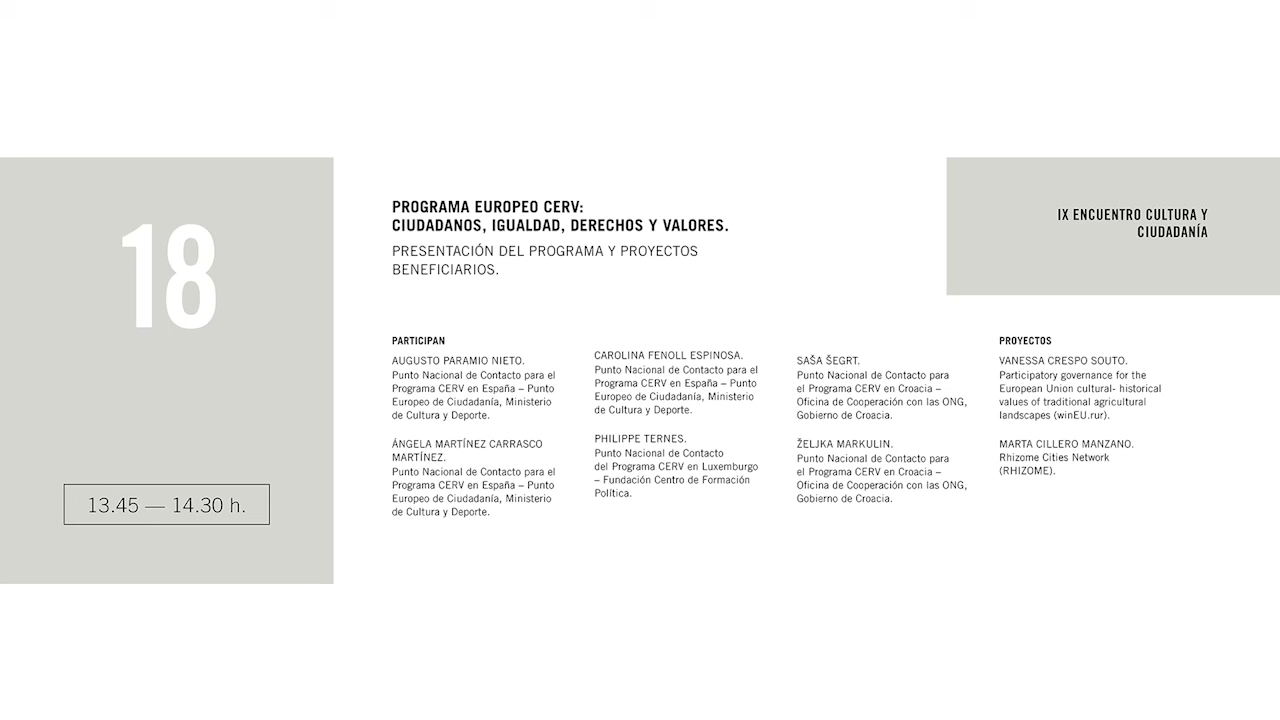 18
13.45 — 14.30 h.
PROGRAMA EUROPEO CERV:
CIUDADANOS, IGUALDAD, DERECHOS Y VALORES.
PRESENTACIÓN DEL PROGRAMA Y PROYECTOS
BENEFICIARIOS.
IX ENCUENTRO CULTURA Y
CIUDADANÍA
PARTICIPAN
AUGUSTO PARAMIO NIETO.
Punto Nacional de Contacto para el
Programa CERV en España – Punto
Europeo de Ciudadanía, Ministerio
de Cultura y Deporte.
ÁNGELA MARTÍNEZ CARRASCO
MARTÍNEZ.
Punto Nacional de Contacto para el
Programa CERV en España – Punto
Europeo de Ciudadanía, Ministerio
de Cultura y Deporte.
CAROLINA FENOLL ESPINOSA.
Punto Nacional de Contacto para el
Programa CERV en España – Punto
Europeo de Ciudadanía, Ministerio
de Cultura y Deporte.
PHILIPPE TERNES.
Punto Nacional de Contacto
del Programa CERV en Luxemburgo
– Fundación Centro de Formación
Política.
SAŠA ŠEGRT.
Punto Nacional de Contacto para
el Programa CERV en Croacia –
Oficina de Cooperación con las ONG,
Gobierno de Croacia.
ŽELJKA MARKULIN.
Punto Nacional de Contacto para
el Programa CERV en Croacia –
Oficina de Cooperación con las ONG,
Gobierno de Croacia.
PROYECTOS
VANESSA CRESPO SOUTO.
Participatory governance for the
European Union cultural- historical
values of traditional agricultural
landscapes (winEU.rur).
MARTA CILLERO MANZANO.
Rhizome Cities Network
(RHIZOME).